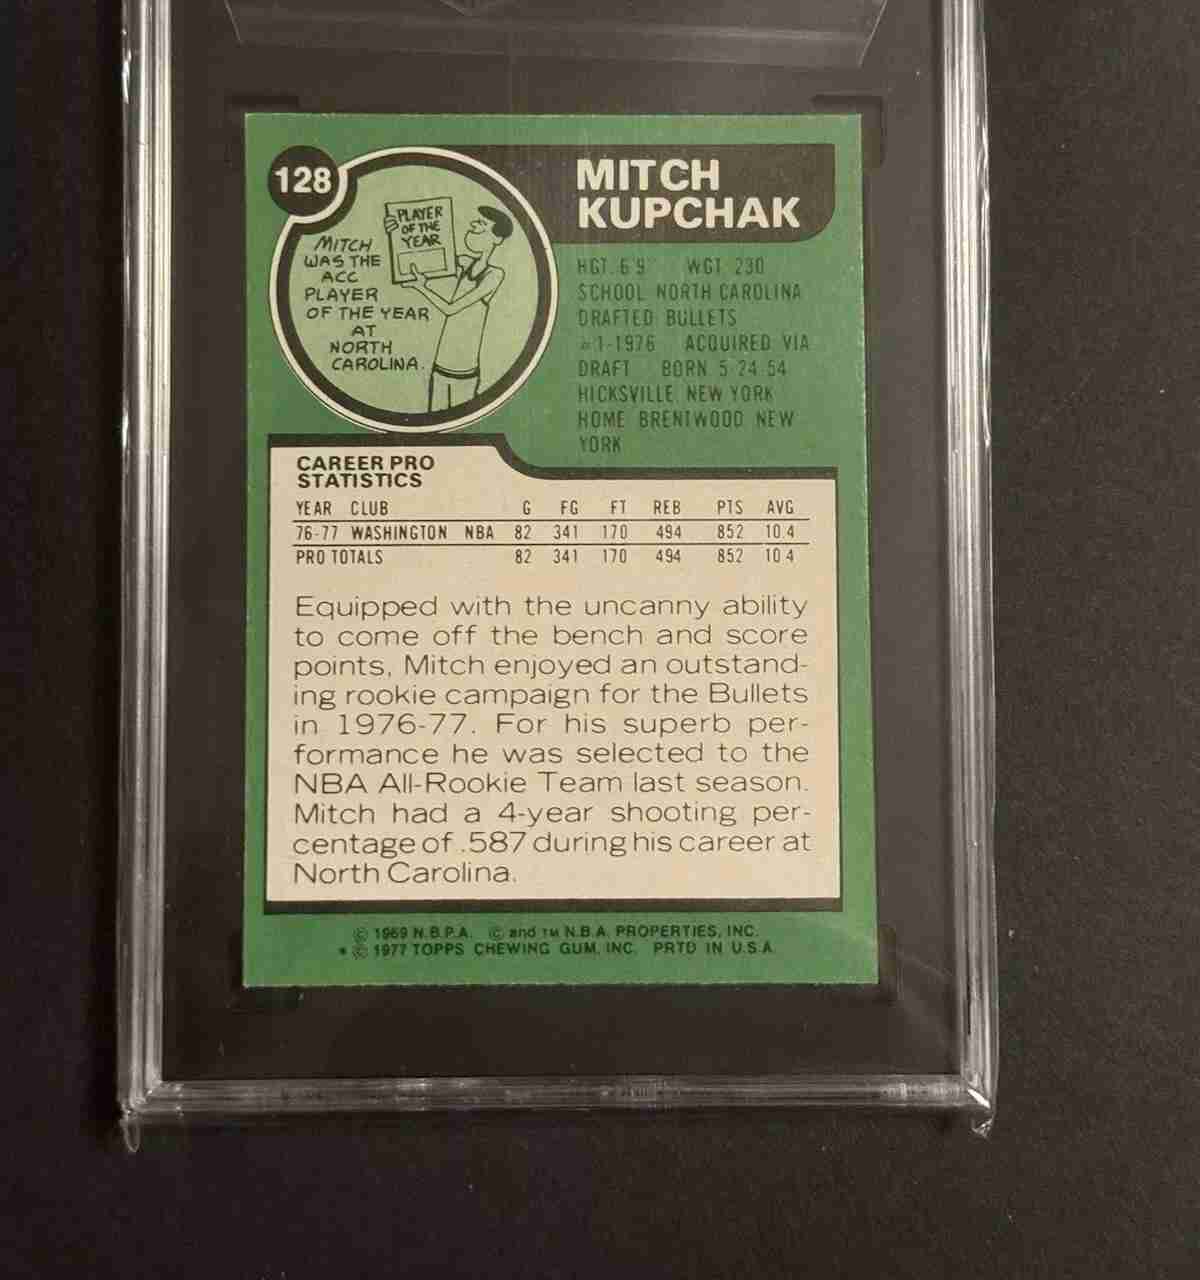 128
MITCH
KUPCHAK
PLAYER
OF THE
YEAR
MITCH
WAS THE
ACC
PLAYER
OF THE YEAR
AT
NORTH
CAROLINA.
HGT. 6'9" WGT. 230
SCHOOL NORTH CAROLINA
DRAFTED BULLETS
#1-1976 ACQUIRED VIA
DRAFT BORN 5-24-54
HICKSVILLE, NEW YORK
HOME BRENTWOOD NEW
YORK
CAREER PRO
STATISTICS
YEAR CLUB G FG FT REB PTS AVG
76-77 WASHINGTON NBA 82 341 170 494 852 10.4
PRO TOTALS 82 341 170 494 852 10.4
Equipped with the uncanny ability
to come off the bench and score
points, Mitch enjoyed an outstand-
ing rookie campaign for the Bullets
in 1976-77. For his superb per-
formance he was selected to the
NBA All-Rookie Team last season.
Mitch had a 4-year shooting per-
centage of .587 during his career at
North Carolina.
© 1969 N.B.P.A. © and TM N.B.A. PROPERTIES, INC.
* © 1977 TOPPS CHEWING GUM, INC. PRTD IN U.S.A.